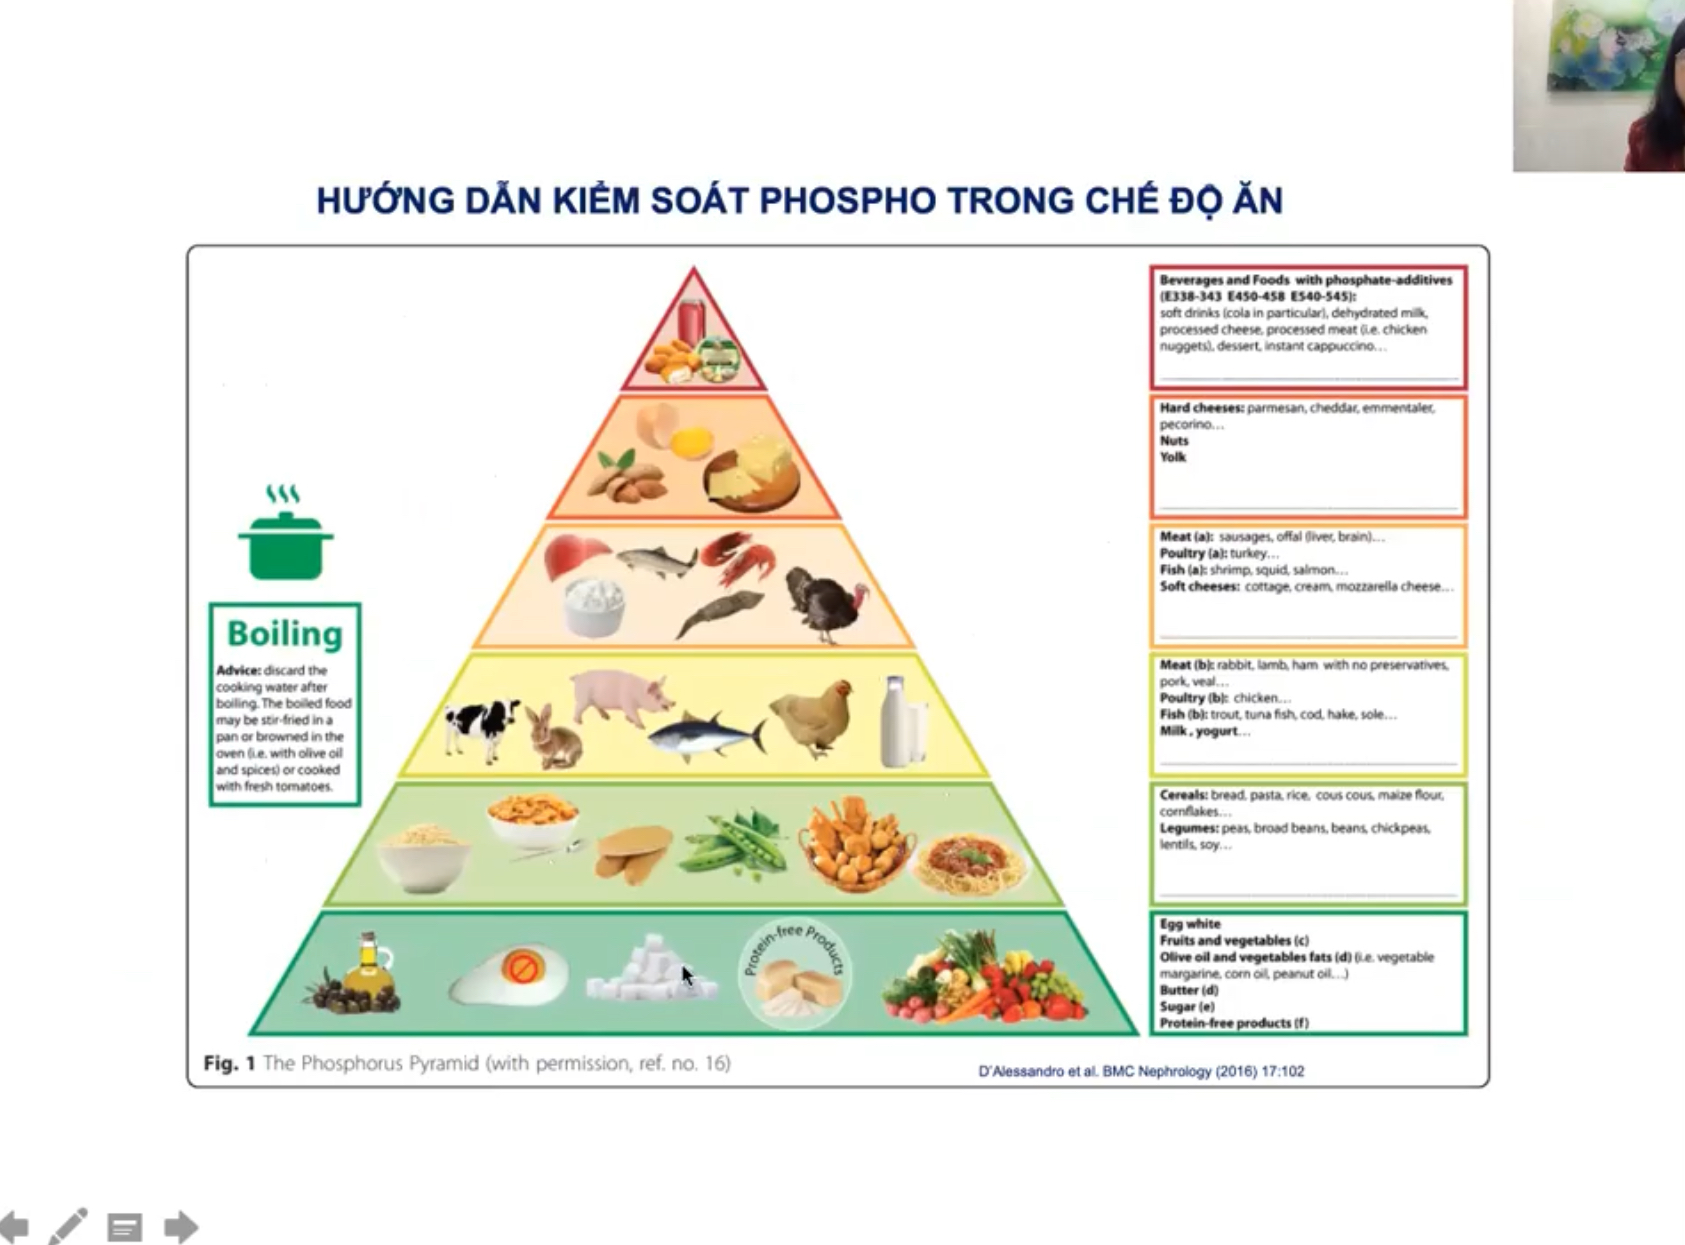 HƯỚNG DẪN KIỂM SOÁT PHOSPHO TRONG CHẾ ĐỘ ĂN
Beverages and Foods with phosphate-additives
(E338-343 E450-458 E540-545):
soft drinks (cola in particular), dehydrated milk,
processed cheese, processed meat (i.e. chicken
nuggets), dessert, instant cappuccino…
Hard cheeses: parmesan, cheddar, emmentaler,
pecorino…
Nuts
Yolk
Meat (a): sausages, offal (liver, brain)…
Poultry (a): turkey…
Fish (a): shrimp, squid, salmon…
Soft cheeses: cottage, cream, mozzarella cheese…
Boiling
Advice: discard the
cooking water after
boiling. The boiled food
may be stir-fried in a
pan or browned in the
oven (i.e. with olive oil
and spices) or cooked
with fresh tomatoes.
Meat (b): rabbit, lamb, ham with no preservatives,
pork, veal…
Poultry (b): chicken…
Fish (b): trout, tuna fish, cod, hake, sole…
Milk, yogurt…
Cereals: bread, pasta, rice, cous cous, maize flour,
cornflakes…
Legumes: peas, broad beans, beans, chickpeas,
lentils, soy…
Protein-free Products
Egg white
Fruits and vegetables (c)
Olive oil and vegetables fats (d) (i.e. vegetable
margarine, corn oil, peanut oil…)
Butter (d)
Sugar (e)
Protein-free products (f)
Fig. 1 The Phosphorus Pyramid (with permission, ref. no. 16)
D'Alessandro et al. BMC Nephrology (2016) 17:102